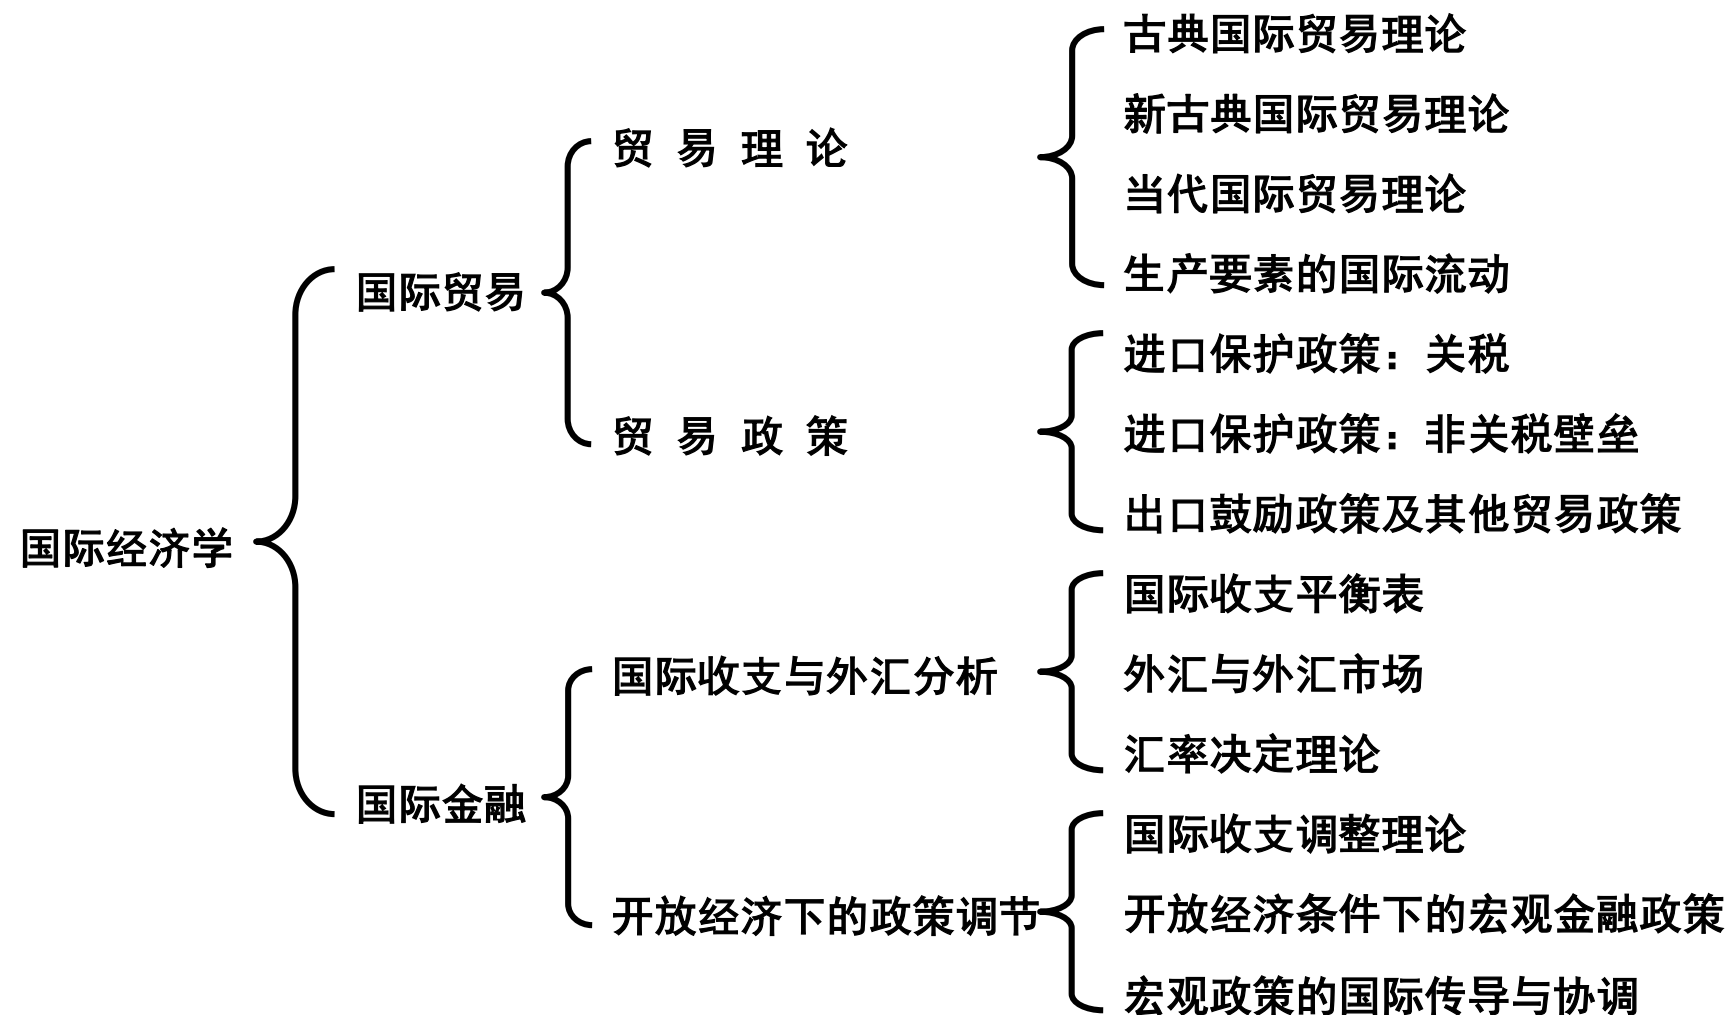 国际经济学
国际贸易
贸易理论
古典国际贸易理论
新古典国际贸易理论
当代国际贸易理论
生产要素的国际流动
贸易政策
进口保护政策：关税
进口保护政策：非关税壁垒
出口鼓励政策及其他贸易政策
国际金融
国际收支与外汇分析
国际收支平衡表
外汇与外汇市场
汇率决定理论
开放经济下的政策调节
国际收支调整理论
开放经济条件下的宏观金融政策
宏观政策的国际传导与协调